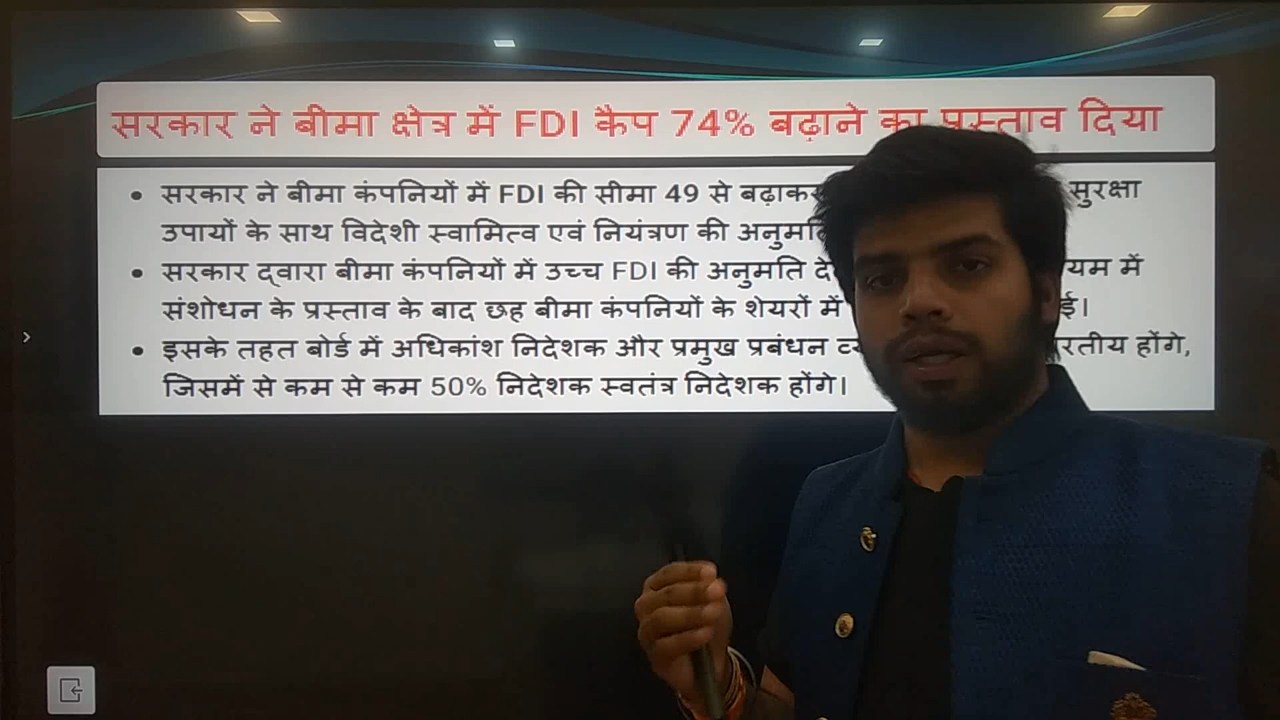 सरकार ने बीमा क्षेत्र में FDI कैप 74% बढ़ाने का प्रस्ताव दिया
• सरकार ने बीमा कंपनियों में FDI की सीमा 49 से बढ़ाकर सुरक्षा
उपायों के साथ विदेशी स्वामित्व एवं नियंत्रण की
• सरकार द्वारा बीमा कंपनियों में उच्च FDI की अनुमति में
संशोधन के प्रस्ताव के बाद छह बीमा कंपनियों के शेयरों में
• इसके तहत बोर्ड में अधिकांश निदेशक और प्रमुख प्रबंधन होंगे,
जिसमें से कम से कम 50% निदेशक स्वतंत्र निदेशक होंगे।